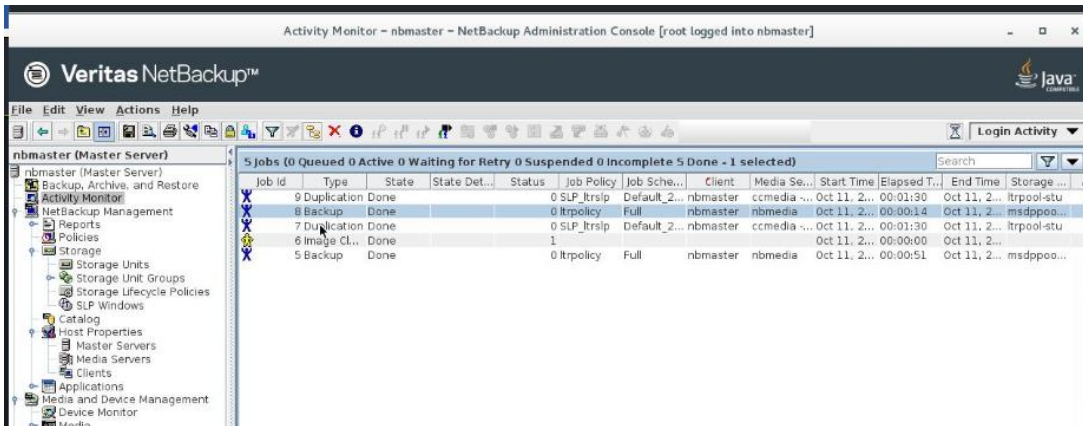 Activity Monitor - nbmaster - NetBackup Administration Console [root logged into nbmaster]
Veritas NetBackup™
Java
COMPATIBLE
File Edit View Actions Help
Login Activity
nbmaster (Master Server)
5 Jobs (0 Queued 0 Active 0 Waiting for Retry 0 Suspended 0 Incomplete 5 Done - 1 selected)
Search
nbmaster (Master Server)
Backup, Archive, and Restore
Activity Monitor
NetBackup Management
Reports
Policies
Storage
Storage Units
Storage Unit Groups
Storage Lifecycle Policies
SLP Windows
Catalog
Host Properties
Master Servers
Media Servers
Clients
Applications
Media and Device Management
Device Monitor
Media
Job Id Type State State Det... Status Job Policy Job Sche... Client Media Se... Start Time Elapsed T... End Time Storage ...
9 Duplication Done 0 SLP_ltrslp Default_2... nbmaster ccmedia -... Oct 11, 2... 00:01:30 Oct 11, 2... ltrpool-stu
8 Backup Done 0 ltrpolicy Full nbmaster nbmedia Oct 11, 2... 00:00:14 Oct 11, 2... msdppoo...
7 Duplication Done 0 SLP_ltrslp Default_2... nbmaster ccmedia -... Oct 11, 2... 00:01:30 Oct 11, 2... ltrpool-stu
6 Image Cl... Done 1 Oct 11, 2... 00:00:00 Oct 11, 2...
5 Backup Done 0 ltrpolicy Full nbmaster nbmedia Oct 11, 2... 00:00:51 Oct 11, 2... msdppoo...